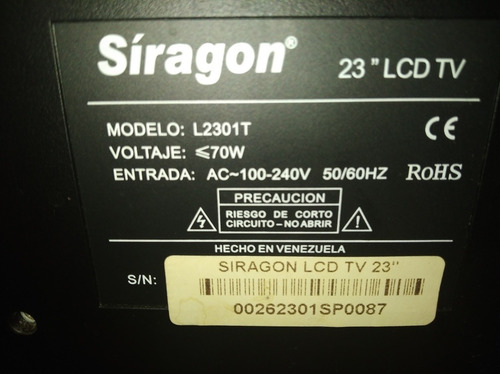 Síragon®
23" LCD TV
MODELO: L2301T
VOLTAJE: ⩽70W
ENTRADA: AC~100-240V 50/60HZ RoHS
CE
PRECAUCION
RIESGO DE CORTO
CIRCUITO – NO ABRIR
HECHO EN VENEZUELA
S/N:
SIRAGON LCD TV 23"
00262301SP0087